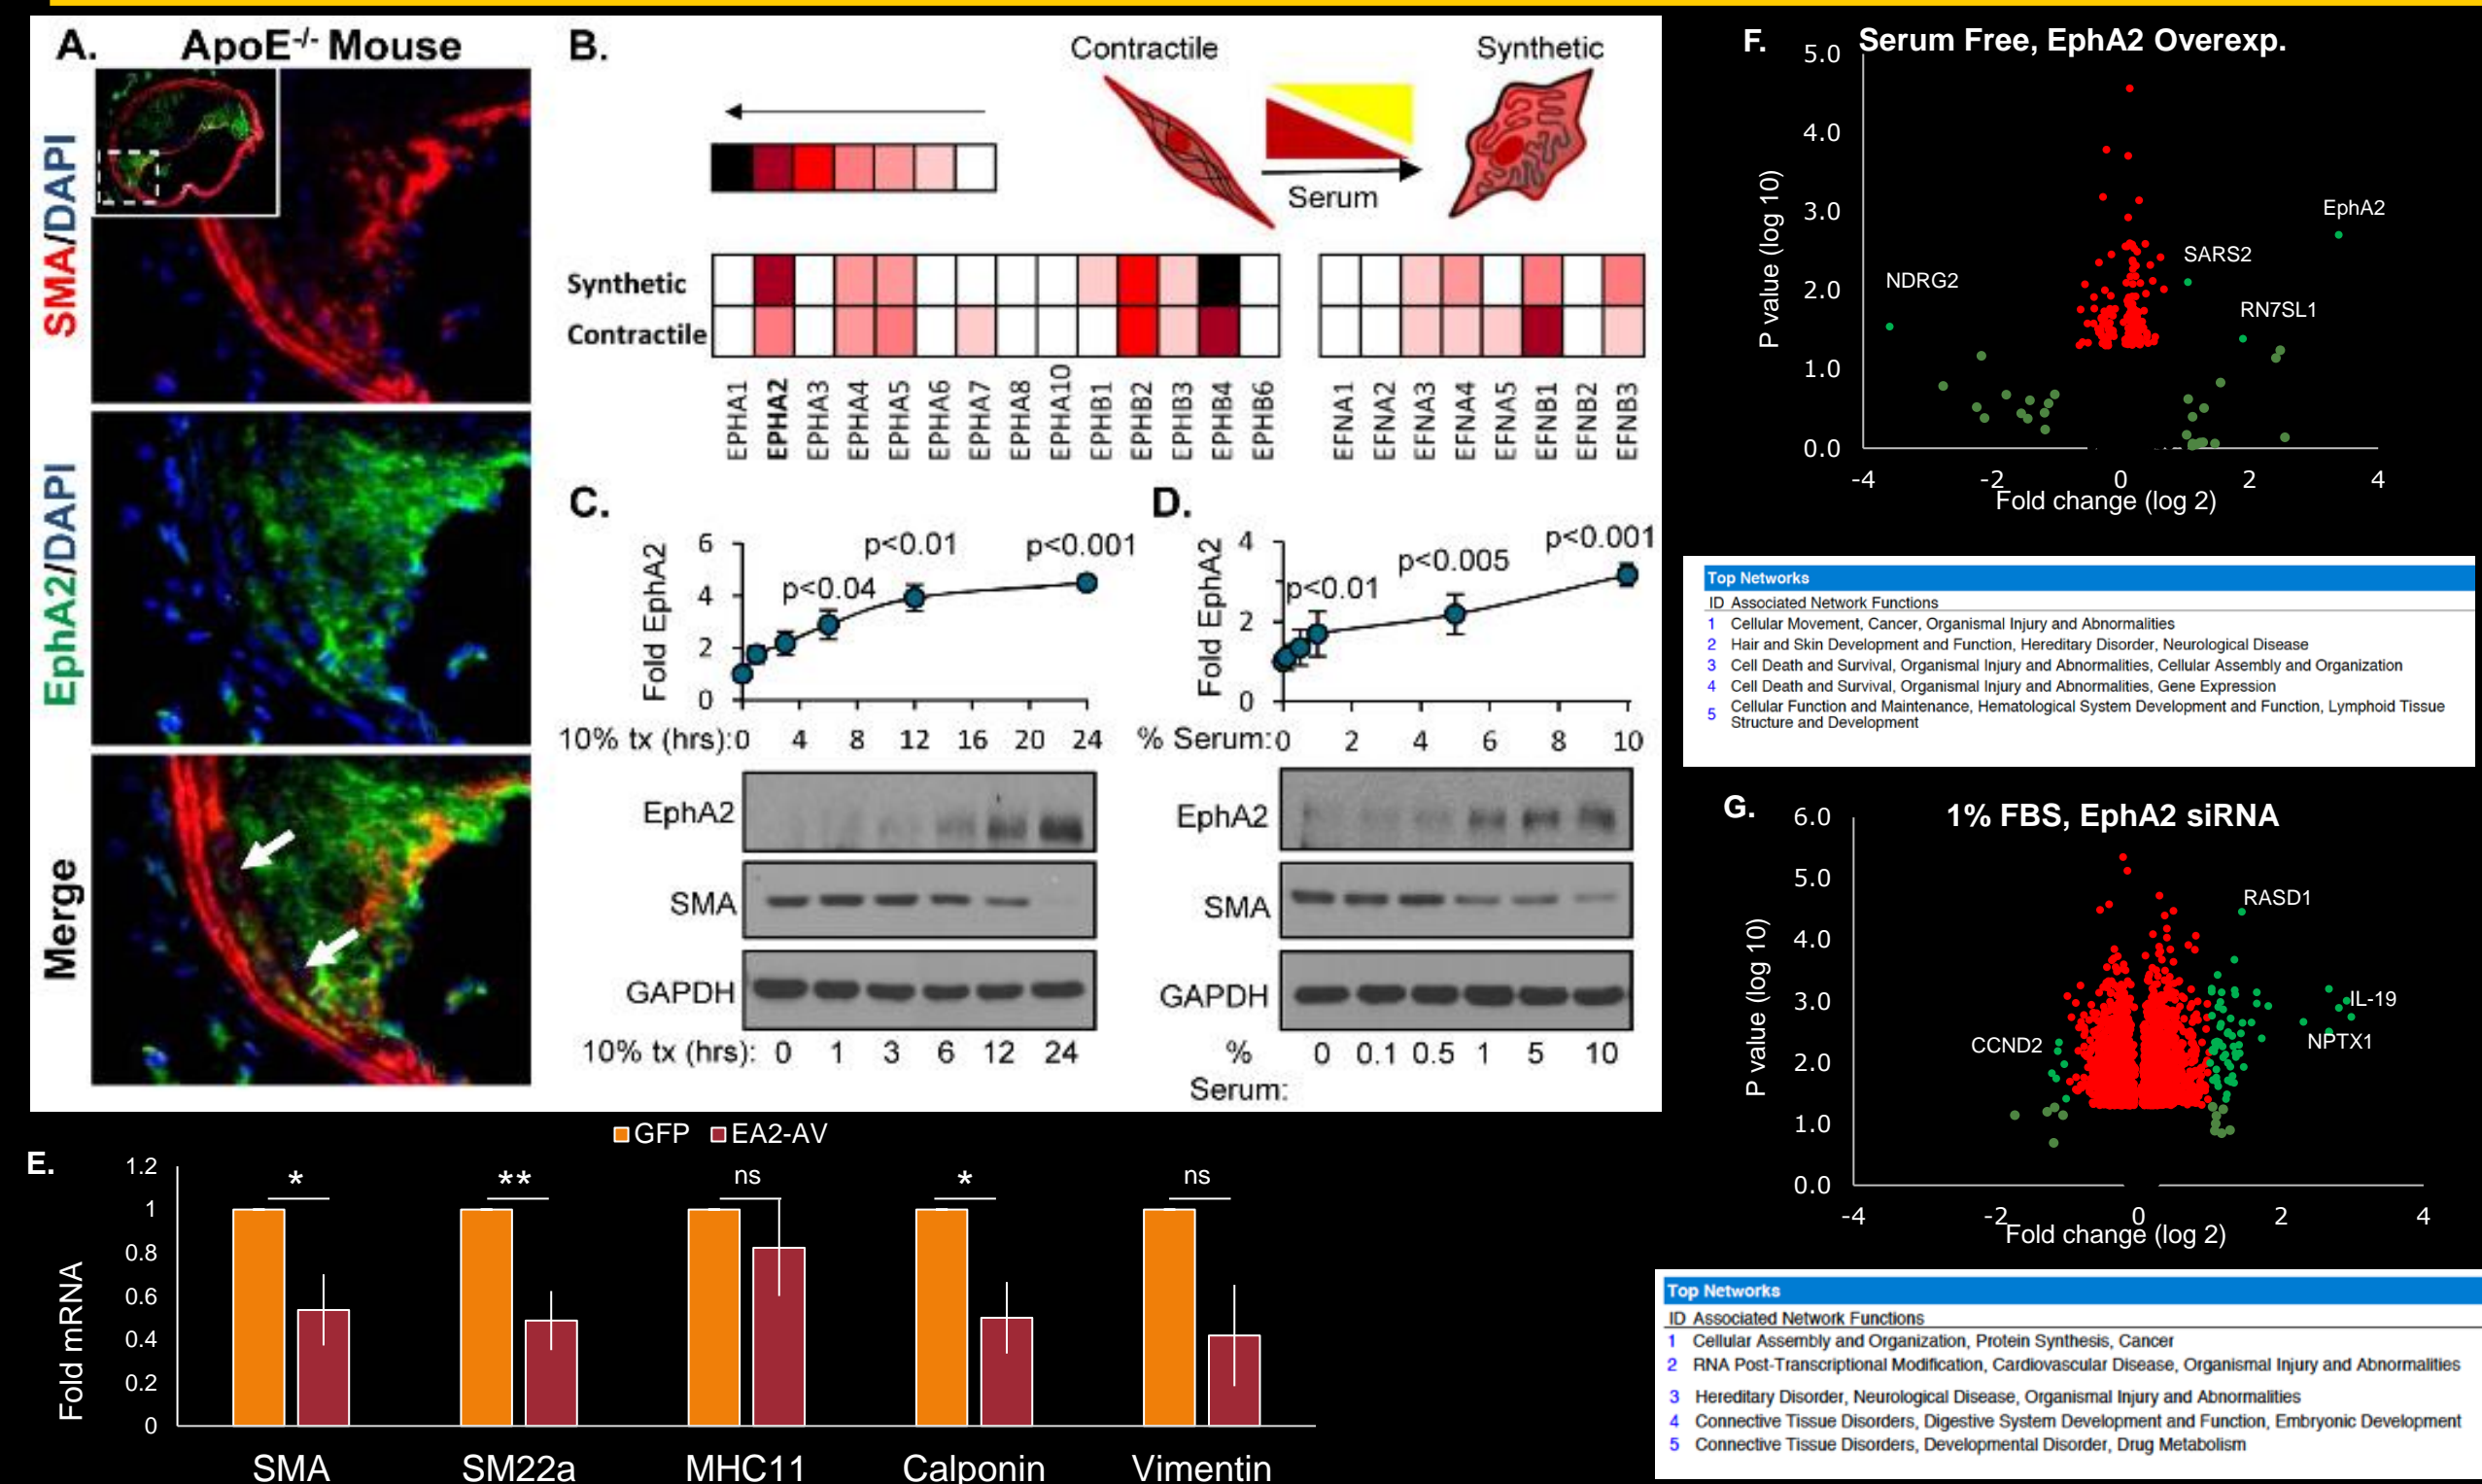 A. ApoE-/- Mouse
SMA/DAPI
EphA2/DAPI
Merge
B.
Contractile
Synthetic
Serum
Synthetic
Contractile
EPHA1
EPHA2
EPHA3
EPHA4
EPHA5
EPHA6
EPHA7
EPHA8
EPHA10
EPHB1
EPHB2
EPHB3
EPHB4
EPHB6
EFNA1
EFNA2
EFNA3
EFNA4
EFNA5
EFNB1
EFNB2
EFNB3
C.
Fold EphA2
6
4
2
0
p<0.04
p<0.01
p<0.001
10% tx (hrs):0 4 8 12 16 20 24
EphA2
SMA
GAPDH
10% tx (hrs): 0 1 3 6 12 24
D.
Fold EphA2
4
2
0
p<0.01
p<0.005
p<0.001
% Serum:0 2 4 6 8 10
EphA2
SMA
GAPDH
% 0 0.1 0.5 1 5 10
Serum:
E.
GFP EA2-AV
Fold mRNA
1.2
1
0.8
0.6
0.4
0.2
0
* ** ns * ns
SMA SM22a MHC11 Calponin Vimentin
F. Serum Free, EphA2 Overexp.
P value (log 10)
5.0
4.0
3.0
2.0
1.0
0.0
EphA2
SARS2
NDRG2
RN7SL1
-4 -2 0 2 4
Fold change (log 2)
Top Networks
ID Associated Network Functions
1 Cellular Movement, Cancer, Organismal Injury and Abnormalities
2 Hair and Skin Development and Function, Hereditary Disorder, Neurological Disease
3 Cell Death and Survival, Organismal Injury and Abnormalities, Cellular Assembly and Organization
4 Cell Death and Survival, Organismal Injury and Abnormalities, Gene Expression
5 Cellular Function and Maintenance, Hematological System Development and Function, Lymphoid Tissue
Structure and Development
G. 1% FBS, EphA2 siRNA
P value (log 10)
6.0
5.0
4.0
3.0
2.0
1.0
0.0
RASD1
IL-19
NPTX1
CCND2
-4 -2 0 2 4
Fold change (log 2)
Top Networks
ID Associated Network Functions
1 Cellular Assembly and Organization, Protein Synthesis, Cancer
2 RNA Post-Transcriptional Modification, Cardiovascular Disease, Organismal Injury and Abnormalities
3 Hereditary Disorder, Neurological Disease, Organismal Injury and Abnormalities
4 Connective Tissue Disorders, Digestive System Development and Function, Embryonic Development
5 Connective Tissue Disorders, Developmental Disorder, Drug Metabolism